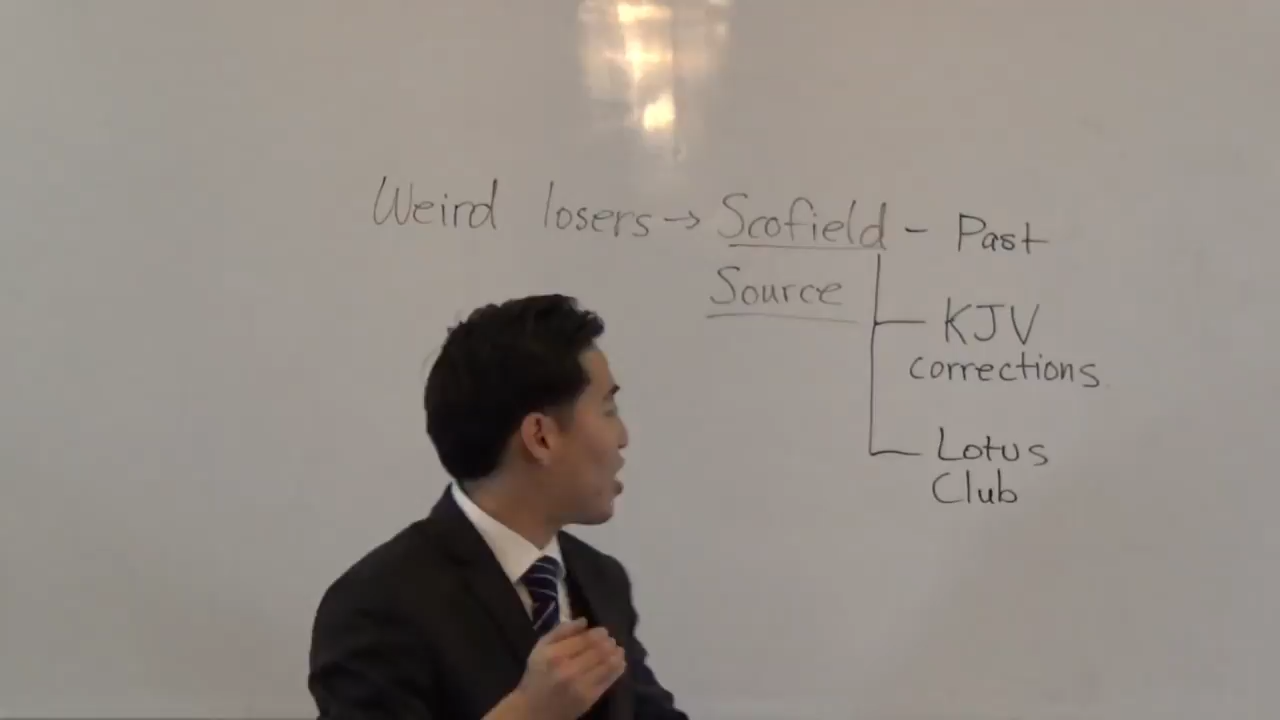 Weird losers → Scofield - Past
Source
KJV
corrections
Lotus
Club